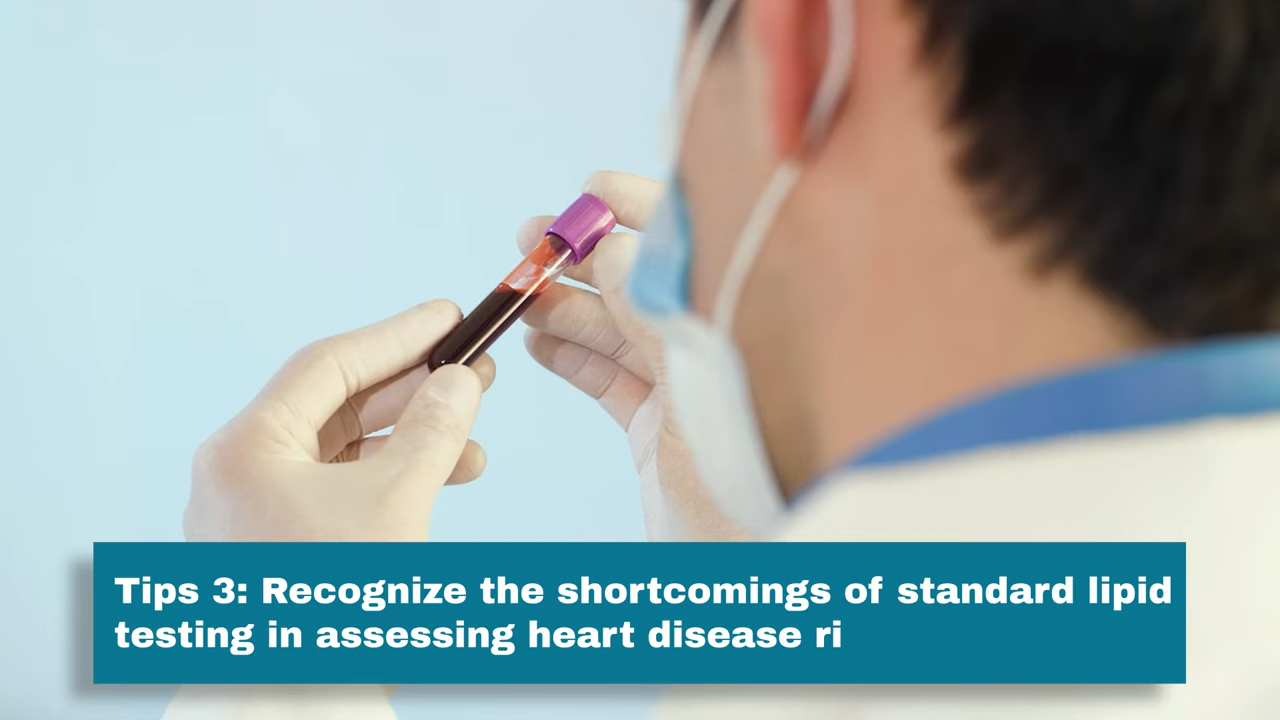 Tips 3: Recognize the shortcomings of standard lipid
testing in assessing heart disease ri